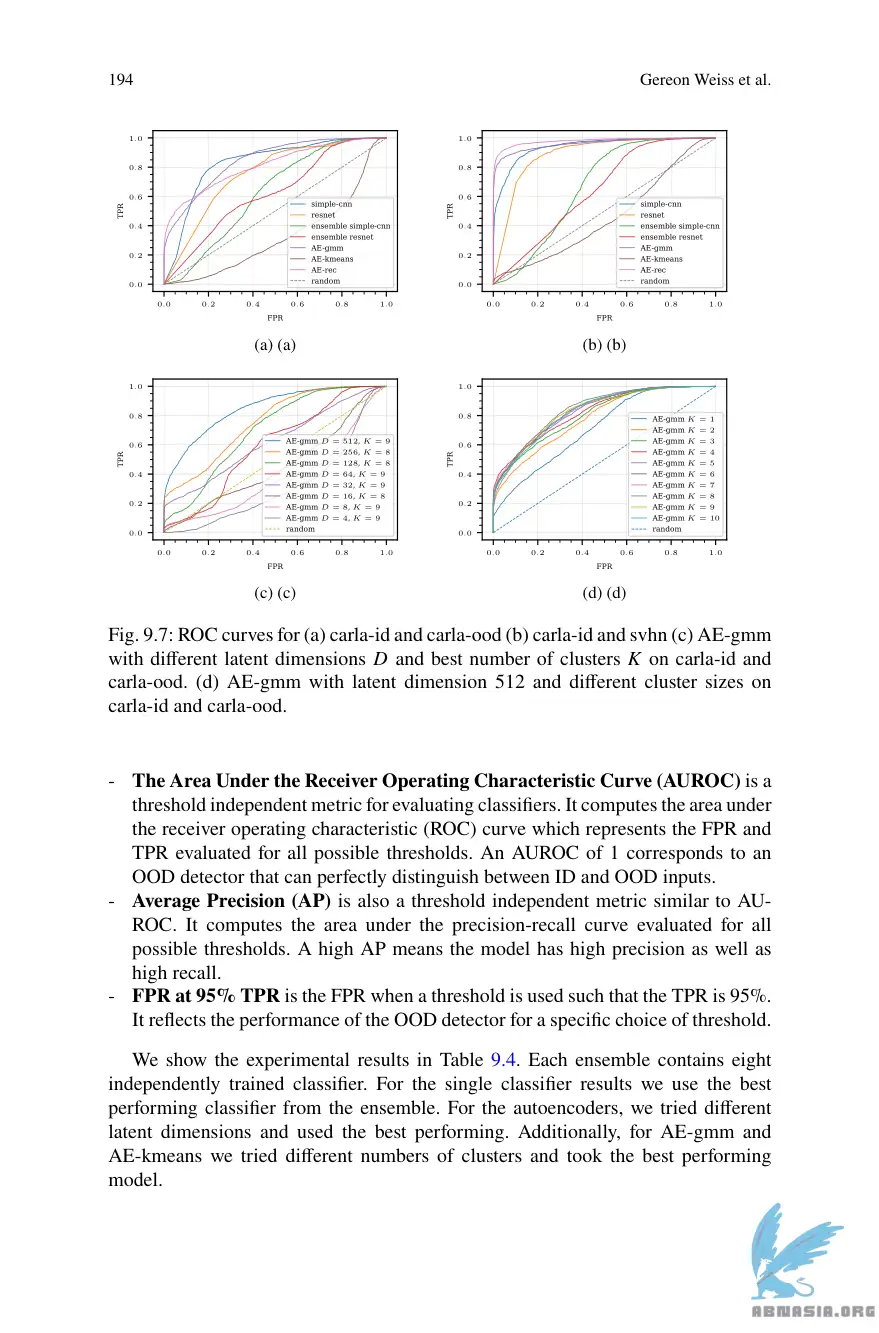 194
Gereon Weiss et al.
1.0
0.8
0.6
0.4
0.2
0.0
TPR
0.0 0.2 0.4 0.6 0.8 1.0
FPR
simple-cnn
resnet
ensemble simple-cnn
ensemble resnet
AE-gmm
AE-kmeans
AE-rec
random
(a) (a)
1.0
0.8
0.6
0.4
0.2
0.0
TPR
0.0 0.2 0.4 0.6 0.8 1.0
FPR
simple-cnn
resnet
ensemble simple-cnn
ensemble resnet
AE-gmm
AE-kmeans
AE-rec
random
(b) (b)
1.0
0.8
0.6
0.4
0.2
0.0
TPR
0.0 0.2 0.4 0.6 0.8 1.0
FPR
AE-gmm D = 512, K = 9
AE-gmm D = 256, K = 8
AE-gmm D = 128, K = 8
AE-gmm D = 64, K = 9
AE-gmm D = 32, K = 9
AE-gmm D = 16, K = 8
AE-gmm D = 8, K = 9
AE-gmm D = 4, K = 9
random
(c) (c)
1.0
0.8
0.6
0.4
0.2
0.0
TPR
0.0 0.2 0.4 0.6 0.8 1.0
FPR
AE-gmm K = 1
AE-gmm K = 2
AE-gmm K = 3
AE-gmm K = 4
AE-gmm K = 5
AE-gmm K = 6
AE-gmm K = 7
AE-gmm K = 8
AE-gmm K = 9
AE-gmm K = 10
random
(d) (d)
Fig. 9.7: ROC curves for (a) carla-id and carla-ood (b) carla-id and svhn (c) AE-gmm
with different latent dimensions D and best number of clusters K on carla-id and
carla-ood. (d) AE-gmm with latent dimension 512 and different cluster sizes on
carla-id and carla-ood.
- The Area Under the Receiver Operating Characteristic Curve (AUROC) is a
threshold independent metric for evaluating classifiers. It computes the area under
the receiver operating characteristic (ROC) curve which represents the FPR and
TPR evaluated for all possible thresholds. An AUROC of 1 corresponds to an
OOD detector that can perfectly distinguish between ID and OOD inputs.
- Average Precision (AP) is also a threshold independent metric similar to AU-
ROC. It computes the area under the precision-recall curve evaluated for all
possible thresholds. A high AP means the model has high precision as well as
high recall.
- FPR at 95% TPR is the FPR when a threshold is used such that the TPR is 95%.
It reflects the performance of the OOD detector for a specific choice of threshold.
We show the experimental results in Table 9.4. Each ensemble contains eight
independently trained classifier. For the single classifier results we use the best
performing classifier from the ensemble. For the autoencoders, we tried different
latent dimensions and used the best performing. Additionally, for AE-gmm and
AE-kmeans we tried different numbers of clusters and took the best performing
model.
ABNASIA.ORG